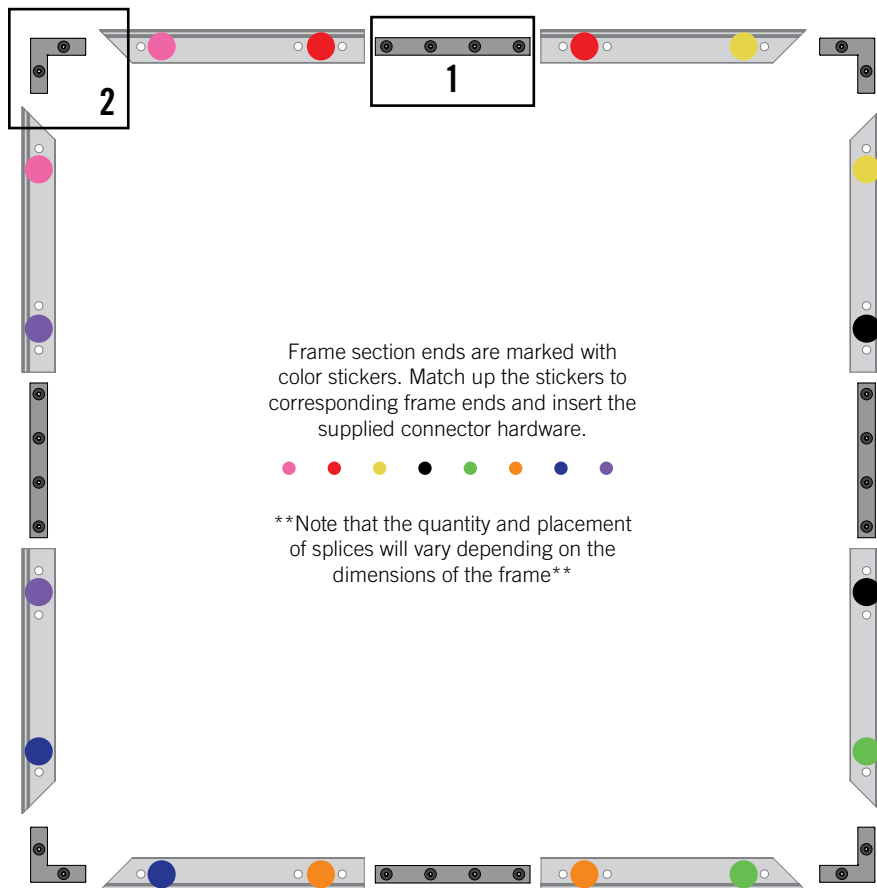 1
2
Frame section ends are marked with
color stickers. Match up the stickers to
corresponding frame ends and insert the
supplied connector hardware.
**Note that the quantity and placement
of splices will vary depending on the
dimensions of the frame**